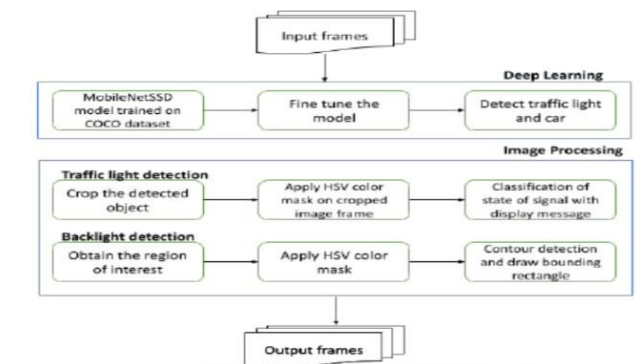 Input frames
Deep Learning
MobileNetSSD
model trained on
COCO dataset
Fine tune the
model
Detect traffic light
and car
Image Processing
Traffic light detection
Crop the detected
object
Apply HSV color
mask on cropped
image frame
Classification of
state of signal with
display message
Backlight detection
Obtain the region
of interest
Apply HSV color
mask
Contour detection
and draw bounding
rectangle
Output frames